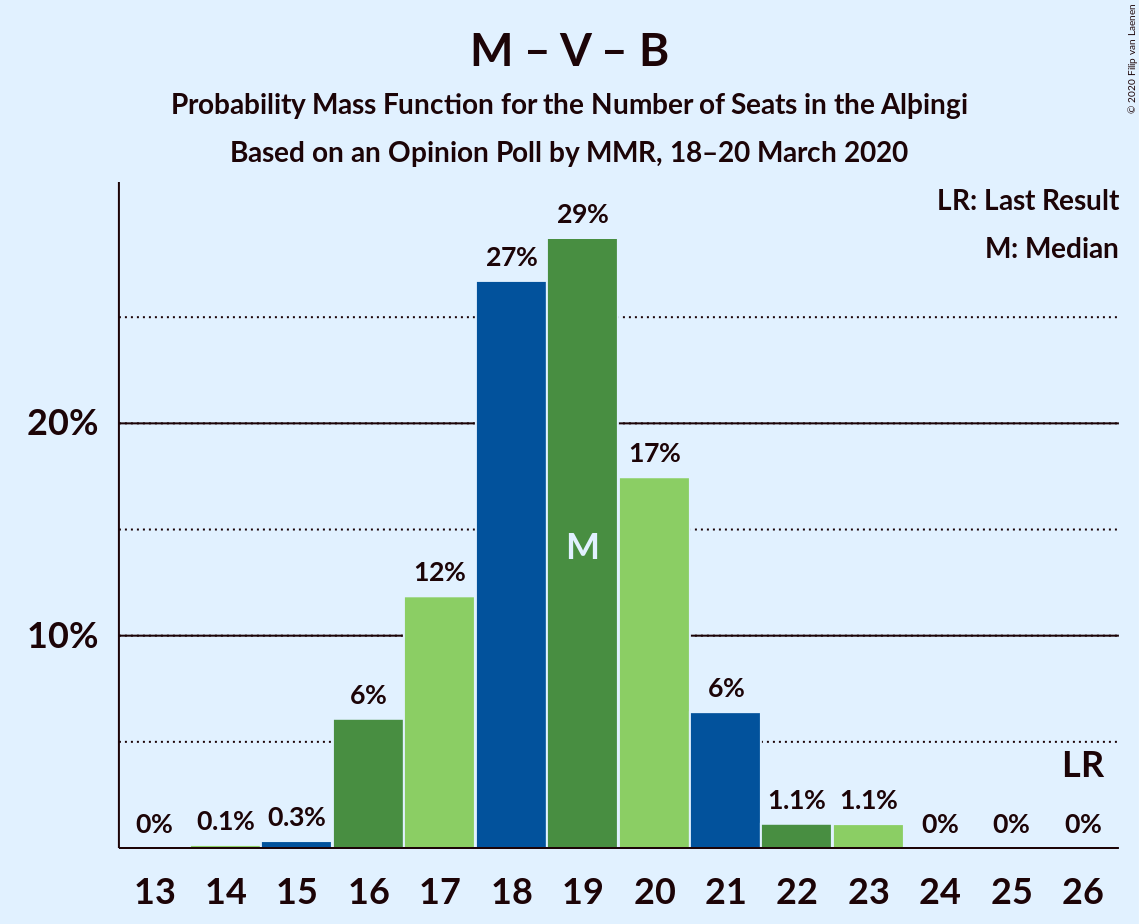 M – V – B
Probability Mass Function for the Number of Seats in the Alþingi
Based on an Opinion Poll by MMR, 18–20 March 2020
© 2020 Filip van Laenen
LR: Last Result
M: Median
29%
27%
20%
17%
M
12%
10%
6%
6%
LR
0%
0.1%
0.3%
1.1%
1.1%
0%
0%
0%
13 14 15 16 17 18 19 20 21 22 23 24 25 26